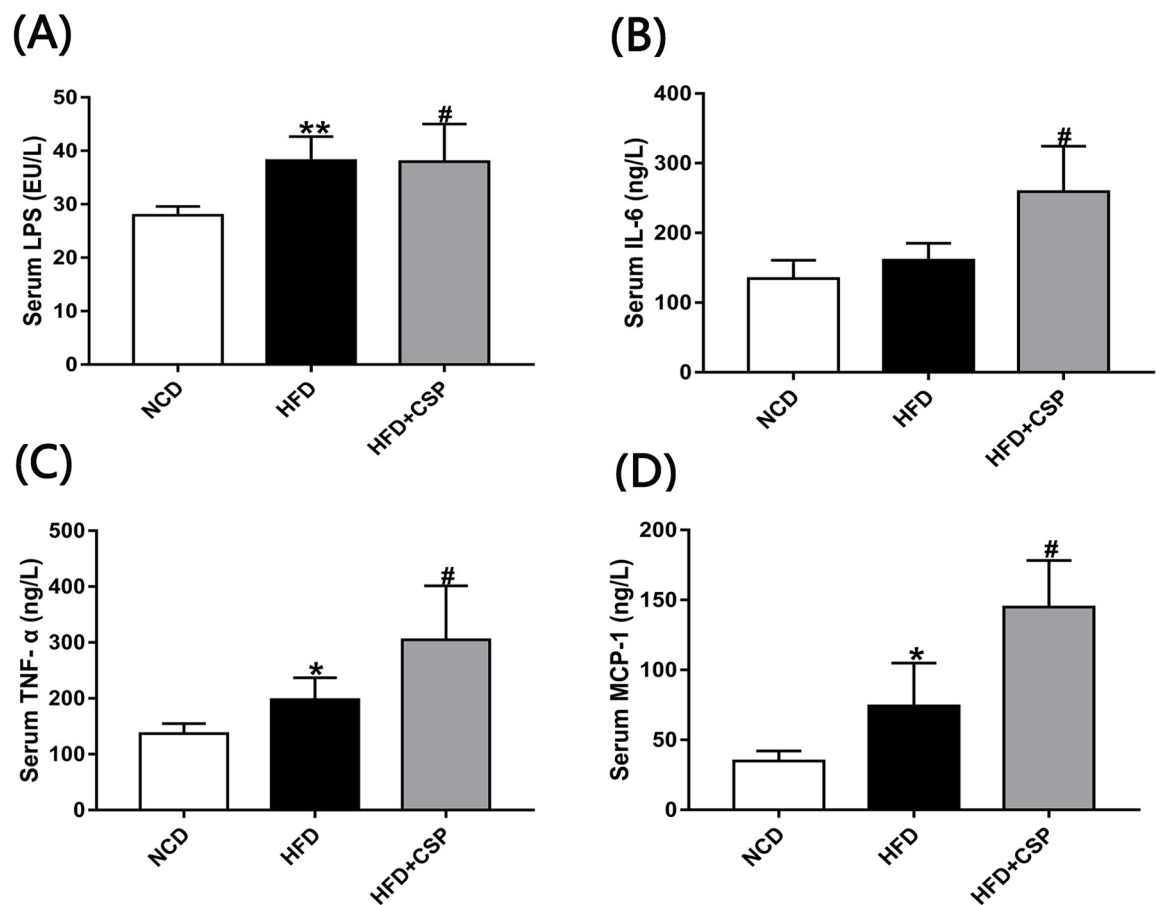 (A)
Serum LPS (EU/L)
50
40
30
20
10
0
**
#
NCD
HFD
HFD+CSP
(B)
Serum IL-6 (ng/L)
400
300
200
100
0
#
NCD
HFD
HFD+CSP
(C)
Serum TNF- α (ng/L)
500
400
300
200
100
0
*
#
NCD
HFD
HFD+CSP
(D)
Serum MCP-1 (ng/L)
200
150
100
50
0
*
#
NCD
HFD
HFD+CSP